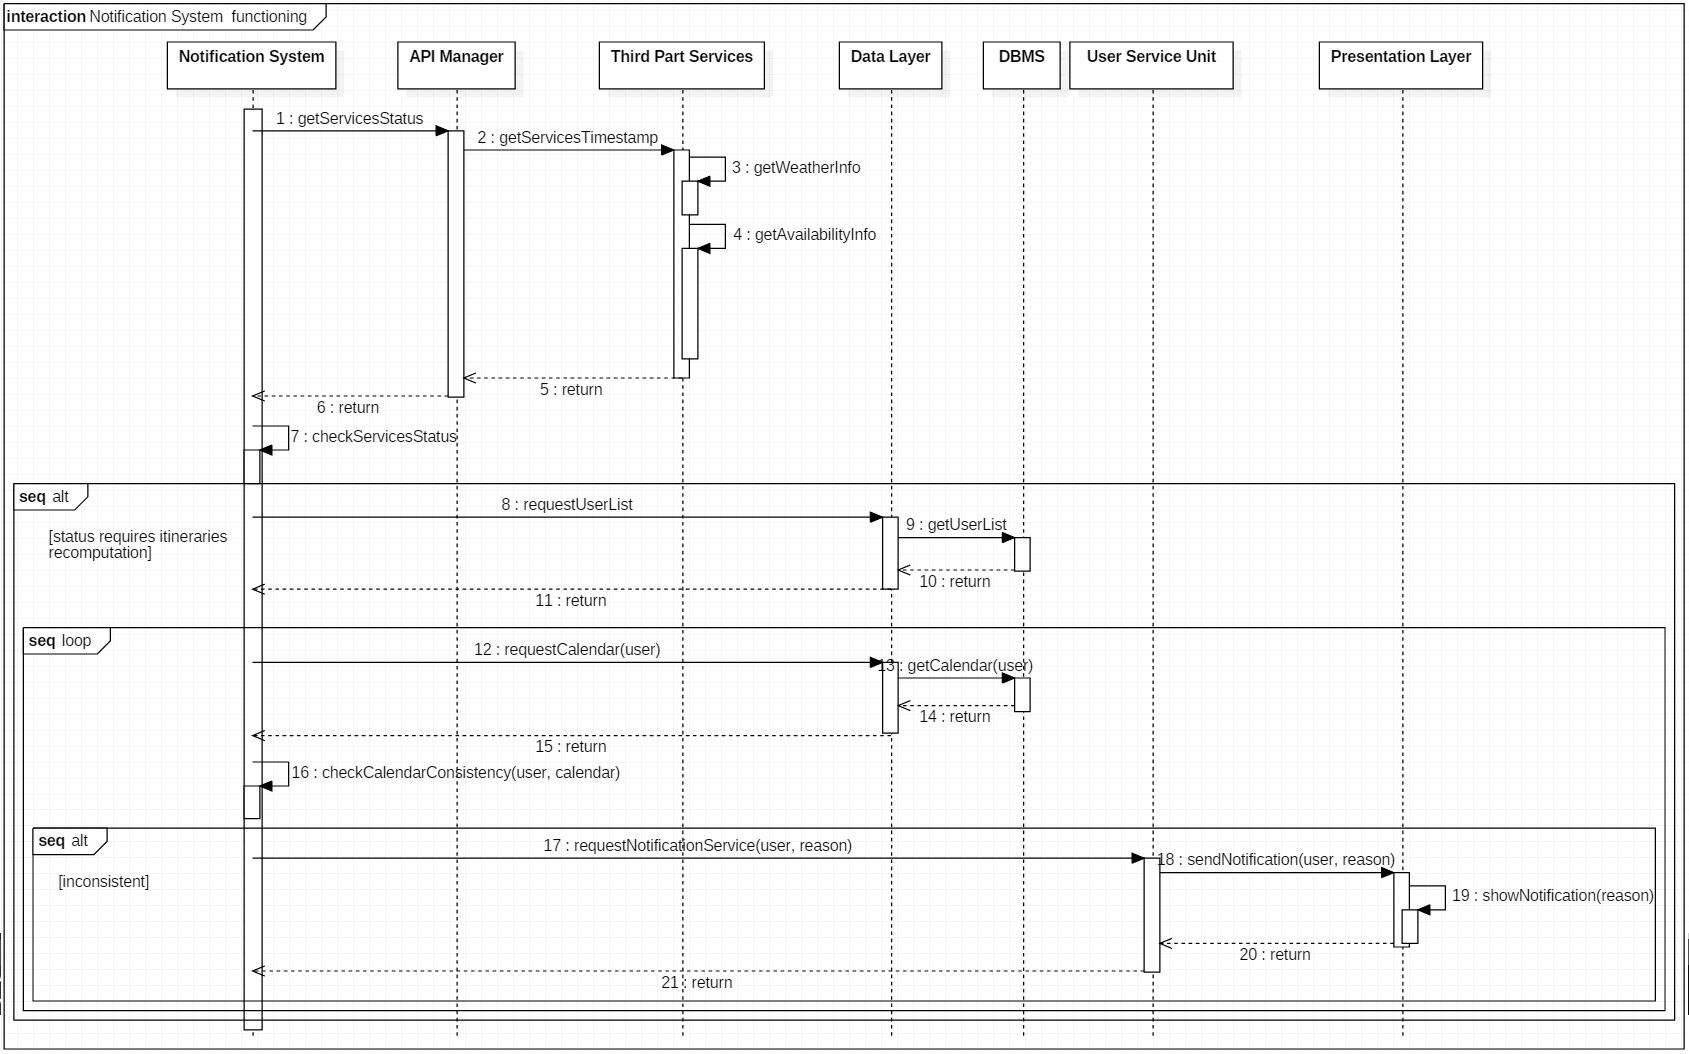 interaction Notification System functioning
Notification System
API Manager
Third Part Services
Data Layer
DBMS
User Service Unit
Presentation Layer
1 : getServicesStatus
2 : getServicesTimestamp
3 : getWeatherInfo
4 : getAvailabilityInfo
5 : return
6 : return
7 : checkServicesStatus
seq alt
8 : requestUserList
9 : getUserList
[status requires itineraries
recomputation]
10 : return
11 : return
seq loop
12 : requestCalendar(user)
13 : getCalendar(user)
14 : return
15 : return
16 : checkCalendarConsistency(user, calendar)
seq alt
17 : requestNotificationService(user, reason)
18 : sendNotification(user, reason)
[inconsistent]
19 : showNotification(reason)
20 : return
21 : return